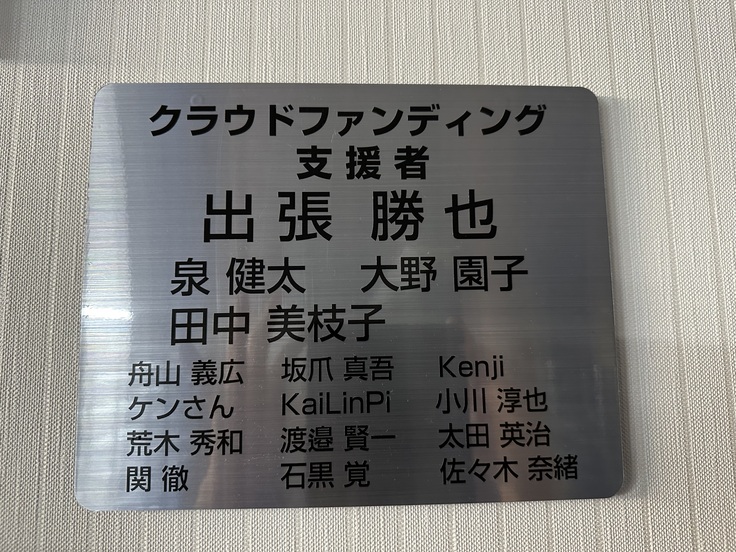 クラウドファンディング
支援者
出張 勝也
泉 健太 大野 園子
田中 美枝子
舟山 義広 坂爪 真吾 Kenji
ケンさん KaiLinPi 小川 淳也
荒木 秀和 渡邉 賢一 太田 英治
関 徹 石黒 覚 佐々木 奈緒